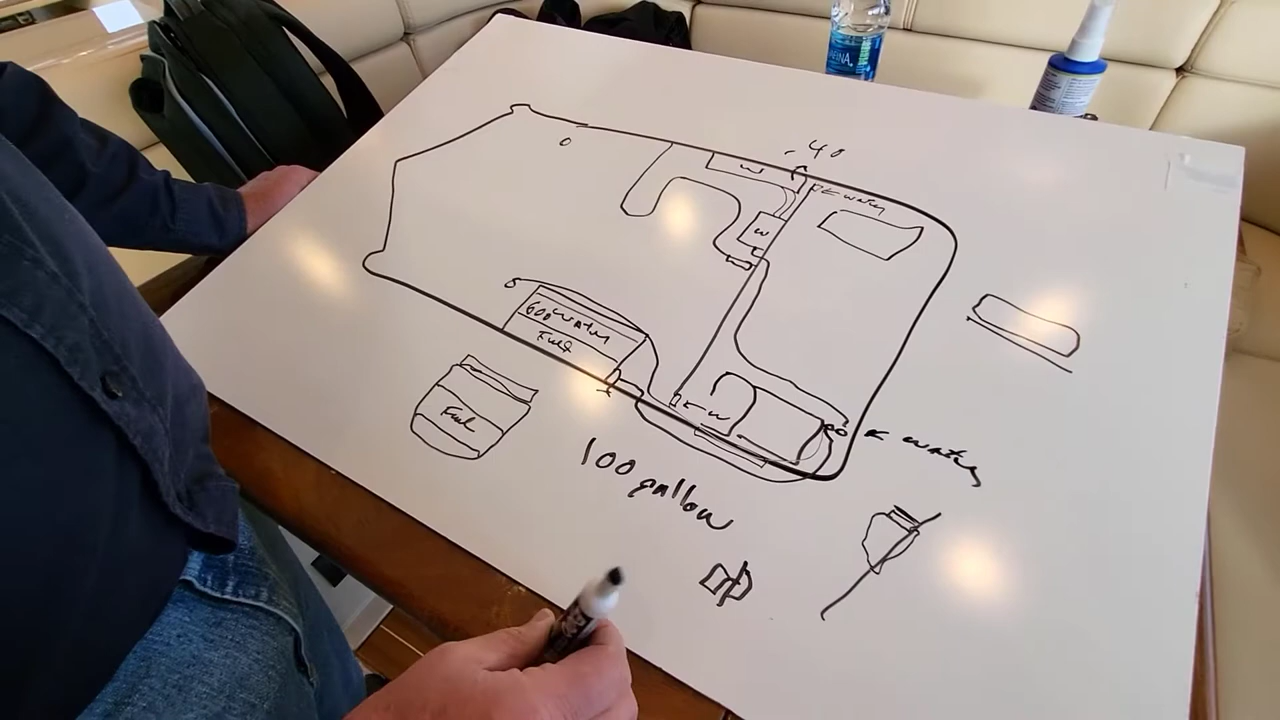 -40
W
← water
W
600 water
Fuel
← W
Fuel
← water
100 gallon